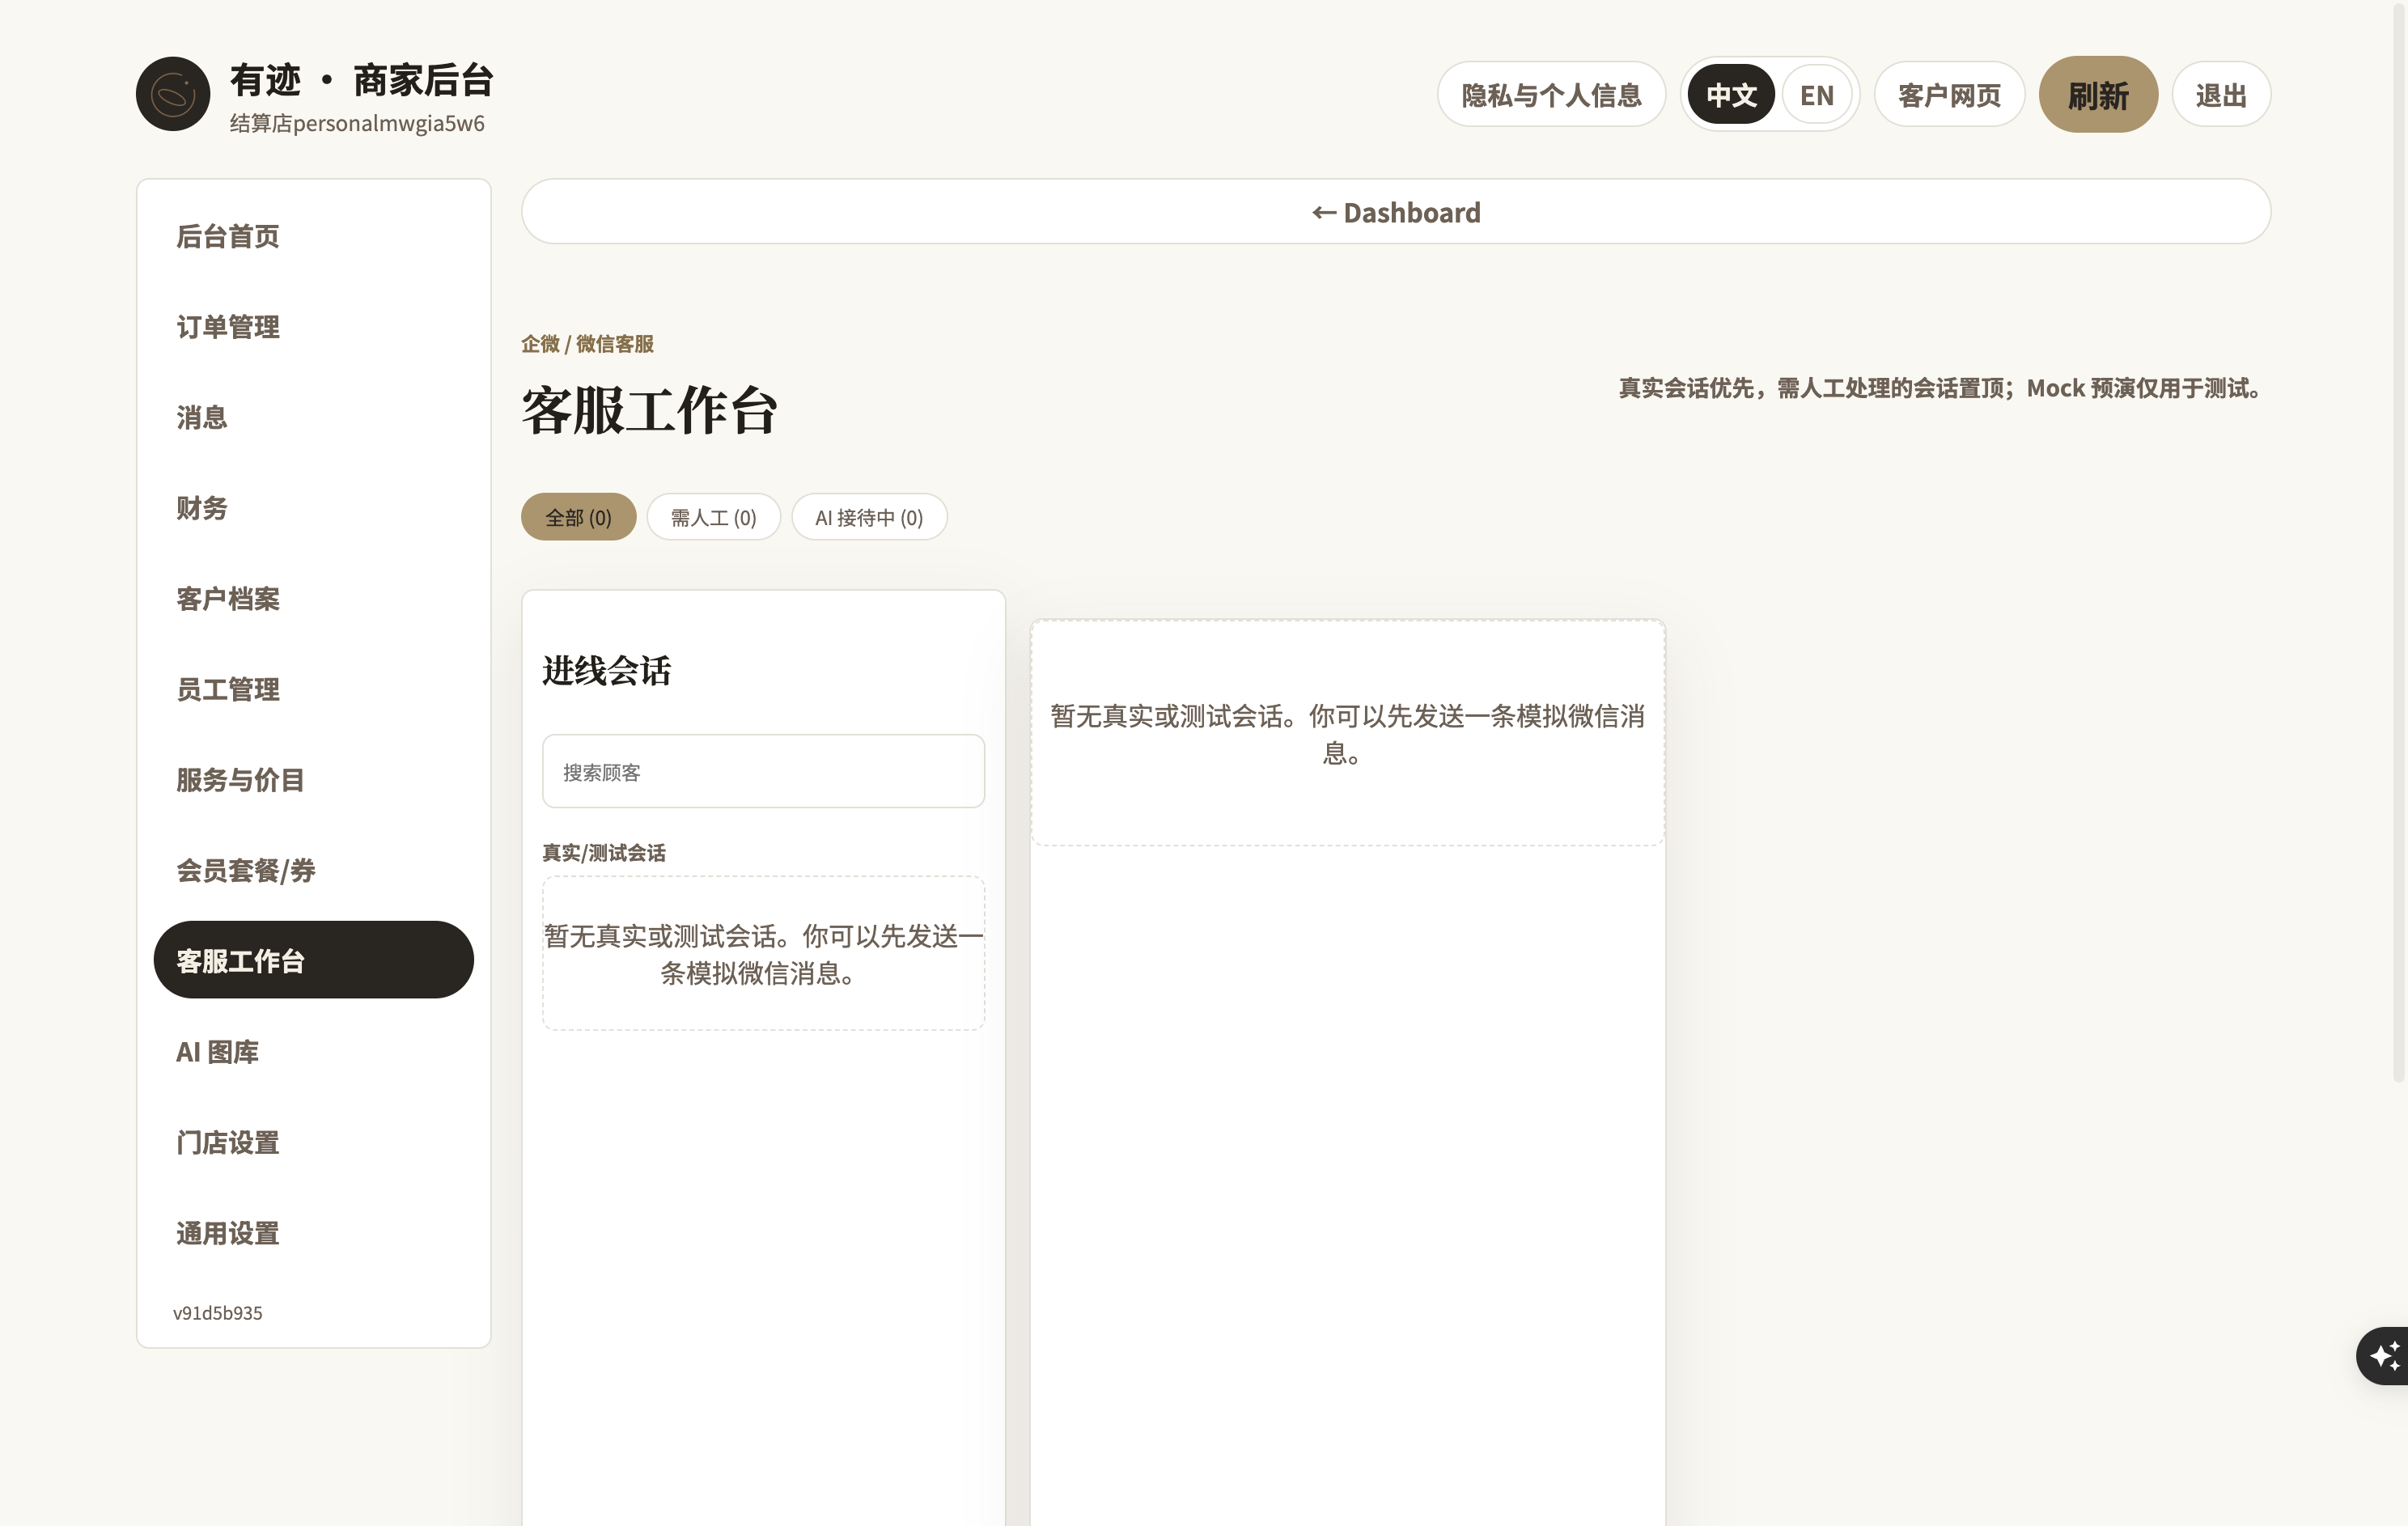 有迹 · 商家后台
结算店personalmwgia5w6
隐私与个人信息
中文
EN
客户网页
刷新
退出
后台首页
订单管理
消息
财务
客户档案
员工管理
服务与价目
会员套餐/券
客服工作台
AI 图库
门店设置
通用设置
v91d5b935
← Dashboard
企微 / 微信客服
客服工作台
真实会话优先，需人工处理的会话置顶；Mock 预演仅用于测试。
全部 (0)
需人工 (0)
AI 接待中 (0)
进线会话
搜索顾客
真实/测试会话
暂无真实或测试会话。你可以先发送一
条模拟微信消息。
暂无真实或测试会话。你可以先发送一条模拟微信消
息。